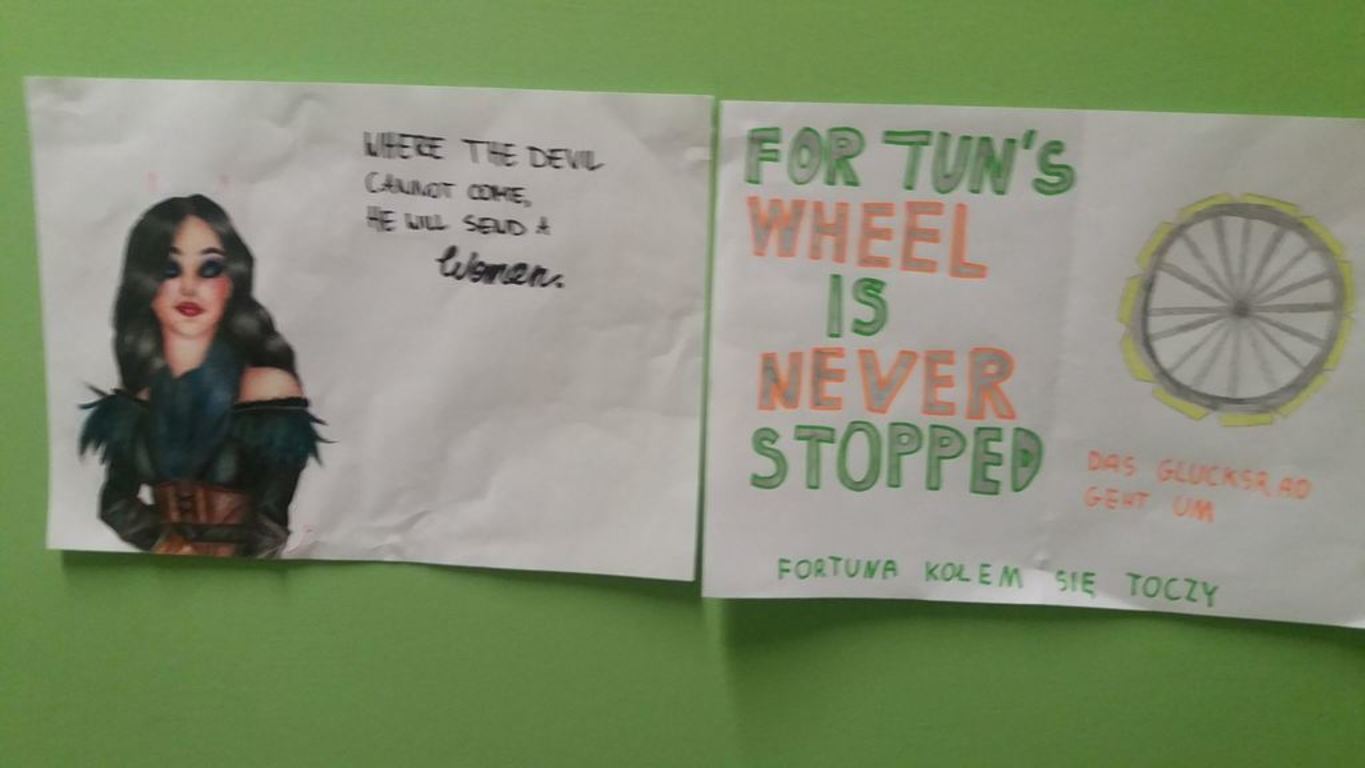 WHERE THE DEVIL
CANNOT COME,
HE WILL SEND A
Women.
FOR TUN'S
WHEEL
IS
NEVER
STOPPED
DAS GLUCKSRAD
GEHT UM
FORTUNA KOŁEM SIĘ TOCZY